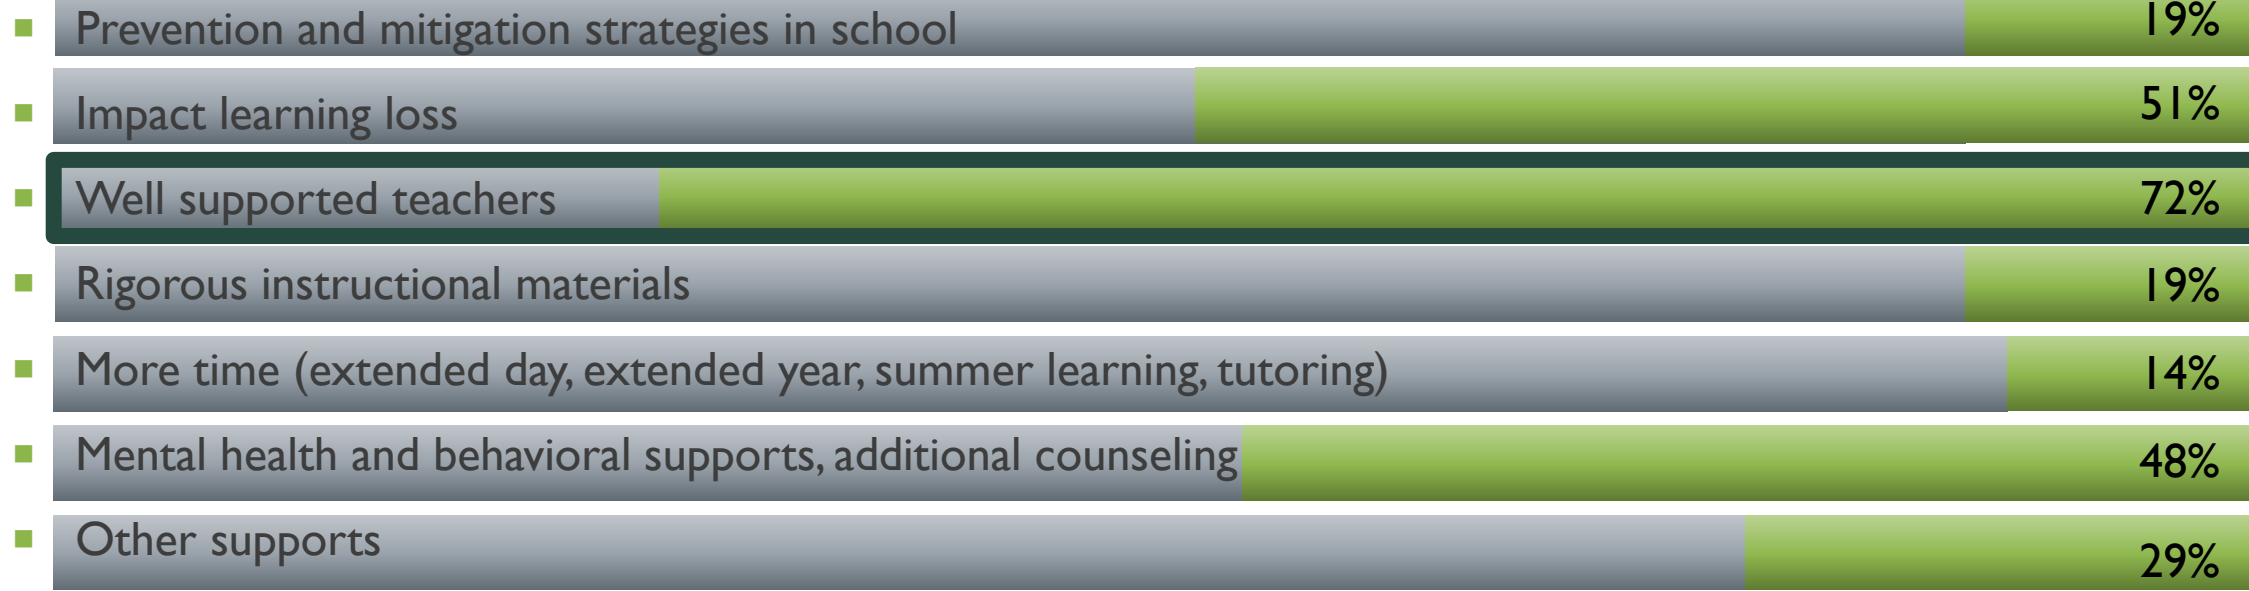 Prevention and mitigation strategies in school 19%
Impact learning loss 51%
Well supported teachers 72%
Rigorous instructional materials 19%
More time (extended day, extended year, summer learning, tutoring) 14%
Mental health and behavioral supports, additional counseling 48%
Other supports 29%